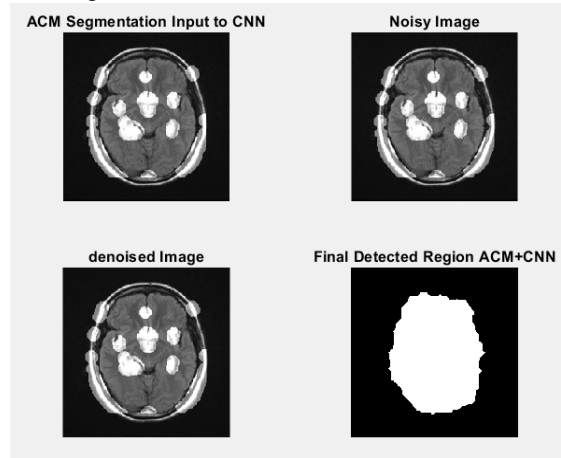 ACM Segmentation Input to CNN
Noisy Image
denoised Image
Final Detected Region ACM+CNN